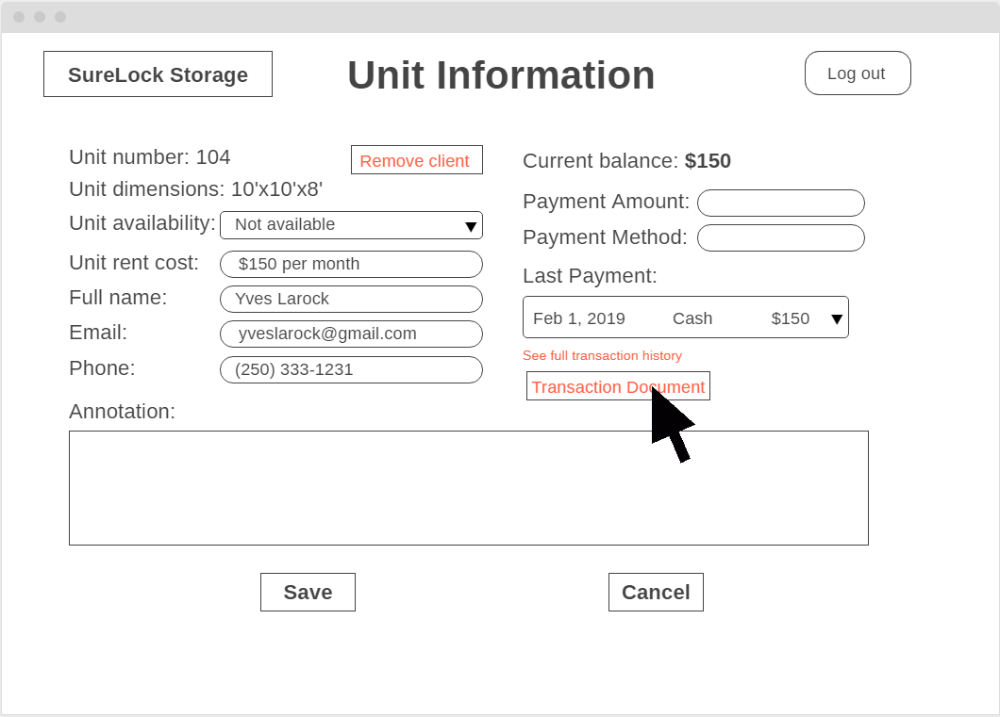 SureLock Storage
Unit Information
Log out
Unit number: 104
Remove client
Unit dimensions: 10'x10'x8'
Unit availability: Not available
Unit rent cost: $150 per month
Full name: Yves Larock
Email: yveslarock@gmail.com
Phone: (250) 333-1231
Current balance: $150
Payment Amount:
Payment Method:
Last Payment:
Feb 1, 2019 Cash $150
See full transaction history
Transaction Document
Annotation:
Save
Cancel